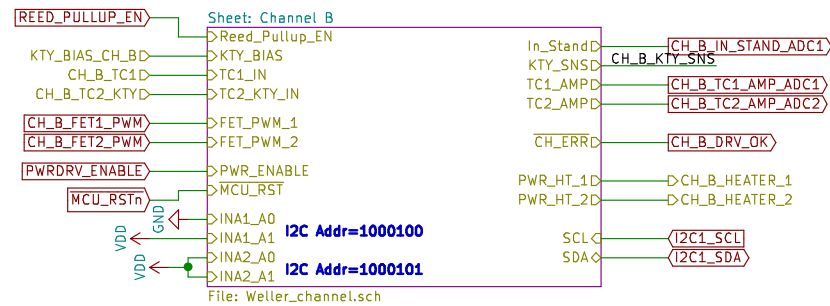 Sheet: Channel B
REED_PULLUP_EN
Reed_Pullup_EN
KTY_BIAS_CH_B
KTY_BIAS
CH_B_TC1
TC1_IN
CH_B_TC2_KTY
TC2_KTY_IN
CH_B_FET1_PWM
FET_PWM_1
CH_B_FET2_PWM
FET_PWM_2
PWRDRV_ENABLE
PWR_ENABLE
MCU_RSTn
MCU_RST
GND
INA1_A0
I2C Addr=1000100
VDD
INA1_A1
VDD
INA2_A0
I2C Addr=1000101
INA2_A1
In_Stand
CH_B_IN_STAND_ADC1
KTY_SNS
CH_B_KTY_SNS
TC1_AMP
CH_B_TC1_AMP_ADC1
TC2_AMP
CH_B_TC2_AMP_ADC2
CH_ERR
CH_B_DRV_OK
PWR_HT_1
CH_B_HEATER_1
PWR_HT_2
CH_B_HEATER_2
SCL
I2C1_SCL
SDA
I2C1_SDA
File: Weller_channel.sch